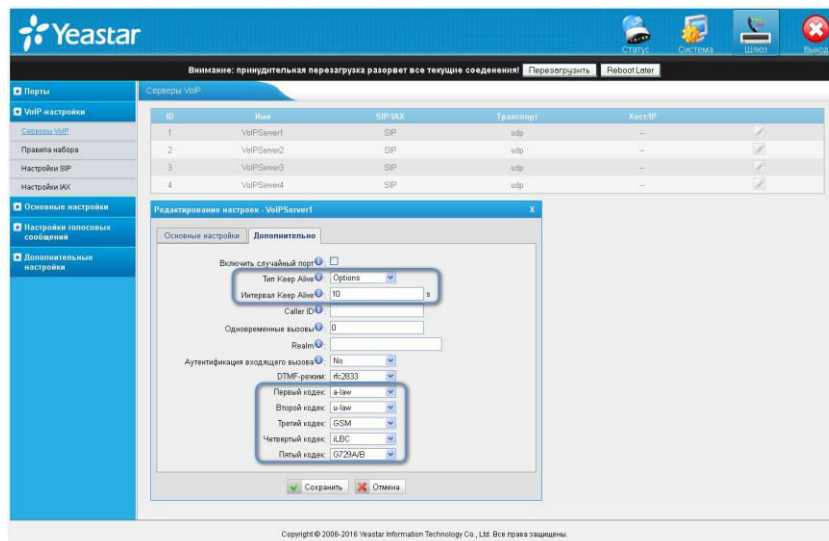 Yeastar
Статус Система Шлюз Выход
Внимание: принудительная перезагрузка разорвет все текущие соеденения! Перезагрузить Reboot Later
Порты
VoIP настройки
Серверы VoIP
Правила набора
Настройки SIP
Настройки IAX
Основные настройки
Настройки голосовых
сообщений
Дополнительные
настройки
Серверы VoIP
ID Имя SIP/IAX Транспорт Хост/IP
1 VoIPServer1 SIP udp --
2 VoIPServer2 SIP udp --
3 VoIPServer3 SIP udp --
4 VoIPServer4 SIP udp --
Редактирование настроек - VoIPServer1 X
Основные настройки Дополнительно
Включить случайный порт
Тип Keep Alive: Options
Интервал Keep Alive: 10 s
Caller ID:
Одновременные вызовы: 0
Realm:
Аутентификация входящего вызова: No
DTMF-режим: rfc2833
Первый кодек: a-law
Второй кодек: u-law
Третий кодек: GSM
Четвертый кодек: iLBC
Пятый кодек: G729A/B
Сохранить Отмена
Copyright © 2006-2016 Yeastar Information Technology Co., Ltd. Все права защищены.